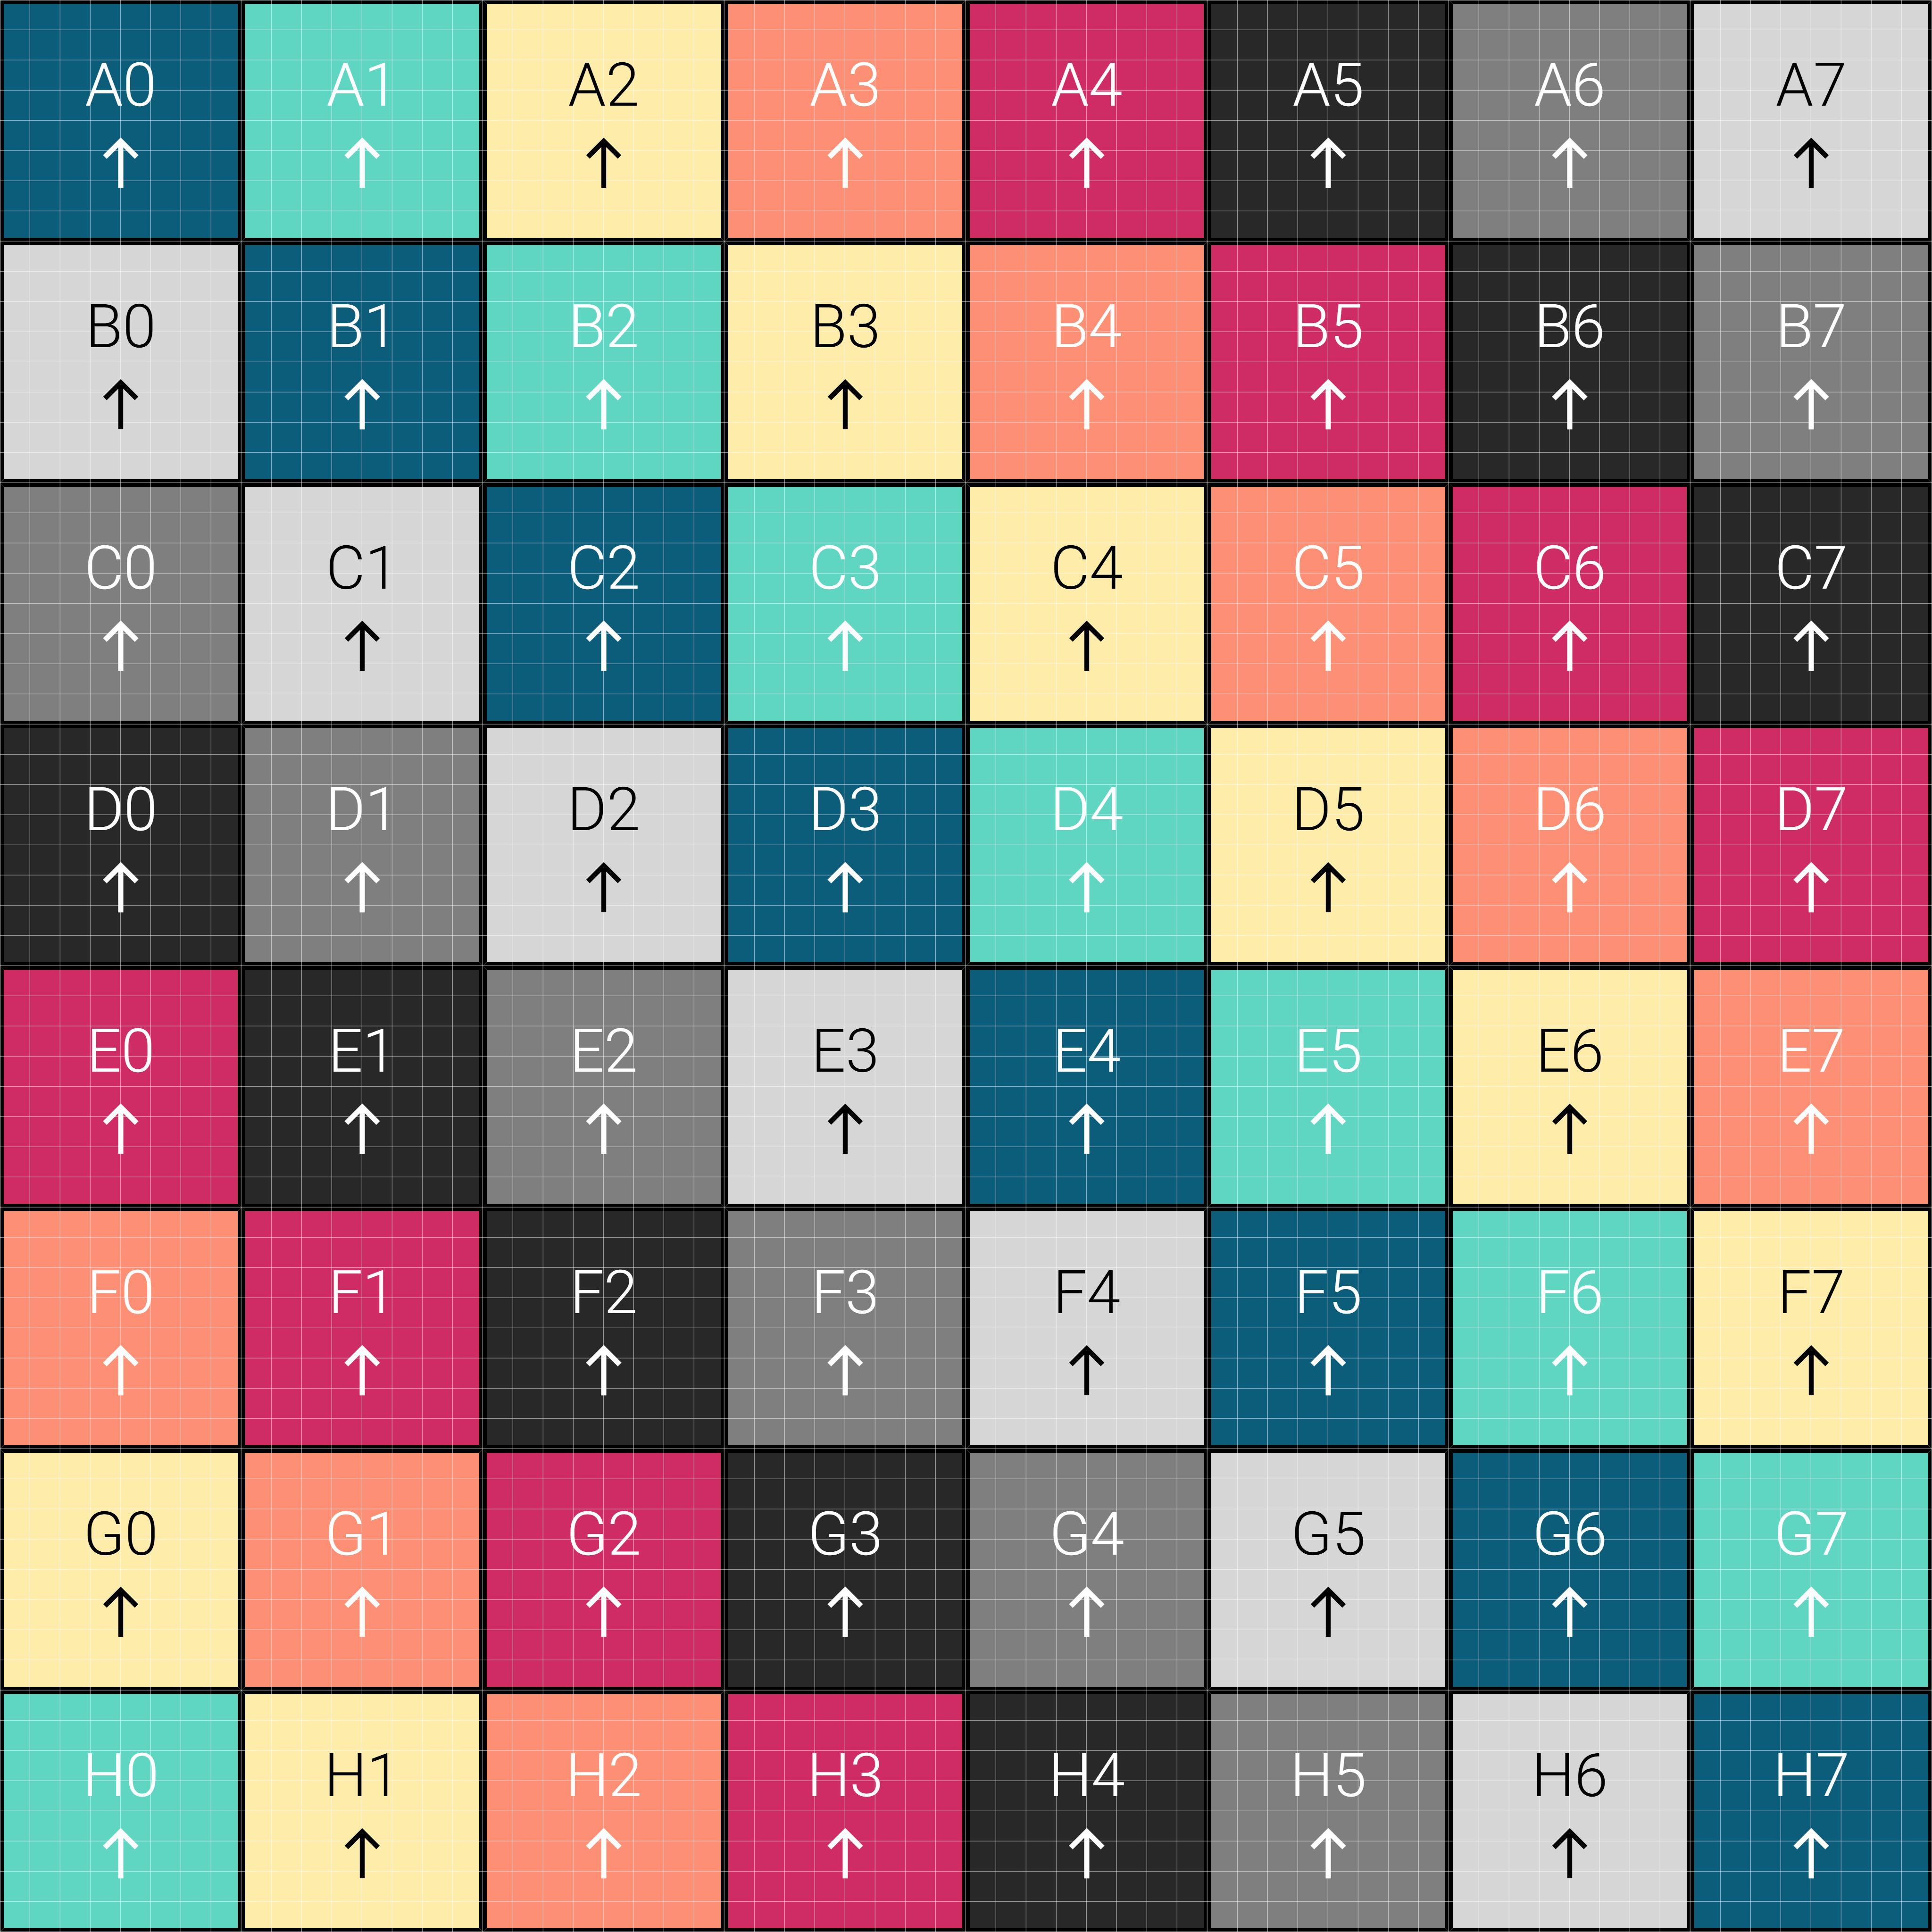 A0 A1 A2 A3 A4 A5 A6 A7
↑ ↑ ↑ ↑ ↑ ↑ ↑ ↑
B0 B1 B2 B3 B4 B5 B6 B7
↑ ↑ ↑ ↑ ↑ ↑ ↑ ↑
C0 C1 C2 C3 C4 C5 C6 C7
↑ ↑ ↑ ↑ ↑ ↑ ↑ ↑
D0 D1 D2 D3 D4 D5 D6 D7
↑ ↑ ↑ ↑ ↑ ↑ ↑ ↑
E0 E1 E2 E3 E4 E5 E6 E7
↑ ↑ ↑ ↑ ↑ ↑ ↑ ↑
F0 F1 F2 F3 F4 F5 F6 F7
↑ ↑ ↑ ↑ ↑ ↑ ↑ ↑
G0 G1 G2 G3 G4 G5 G6 G7
↑ ↑ ↑ ↑ ↑ ↑ ↑ ↑
H0 H1 H2 H3 H4 H5 H6 H7
↑ ↑ ↑ ↑ ↑ ↑ ↑ ↑